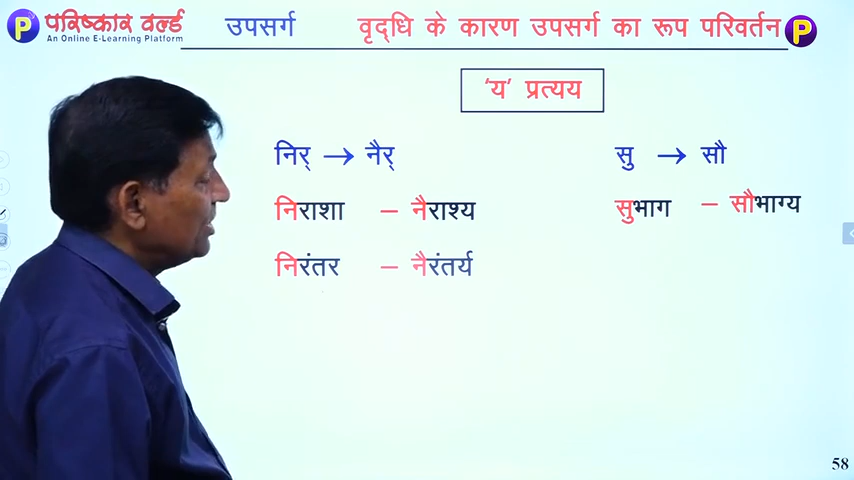 परिष्कार वर्ल्ड
An Online E-Learning Platform
उपसर्ग वृद्धि के कारण उपसर्ग का रूप परिवर्तन
P
P
'य' प्रत्यय
निर् → नैर्
निराशा – नैराश्य
निरंतर – नैरंतर्य
सु → सौ
सुभाग – सौभाग्य
58